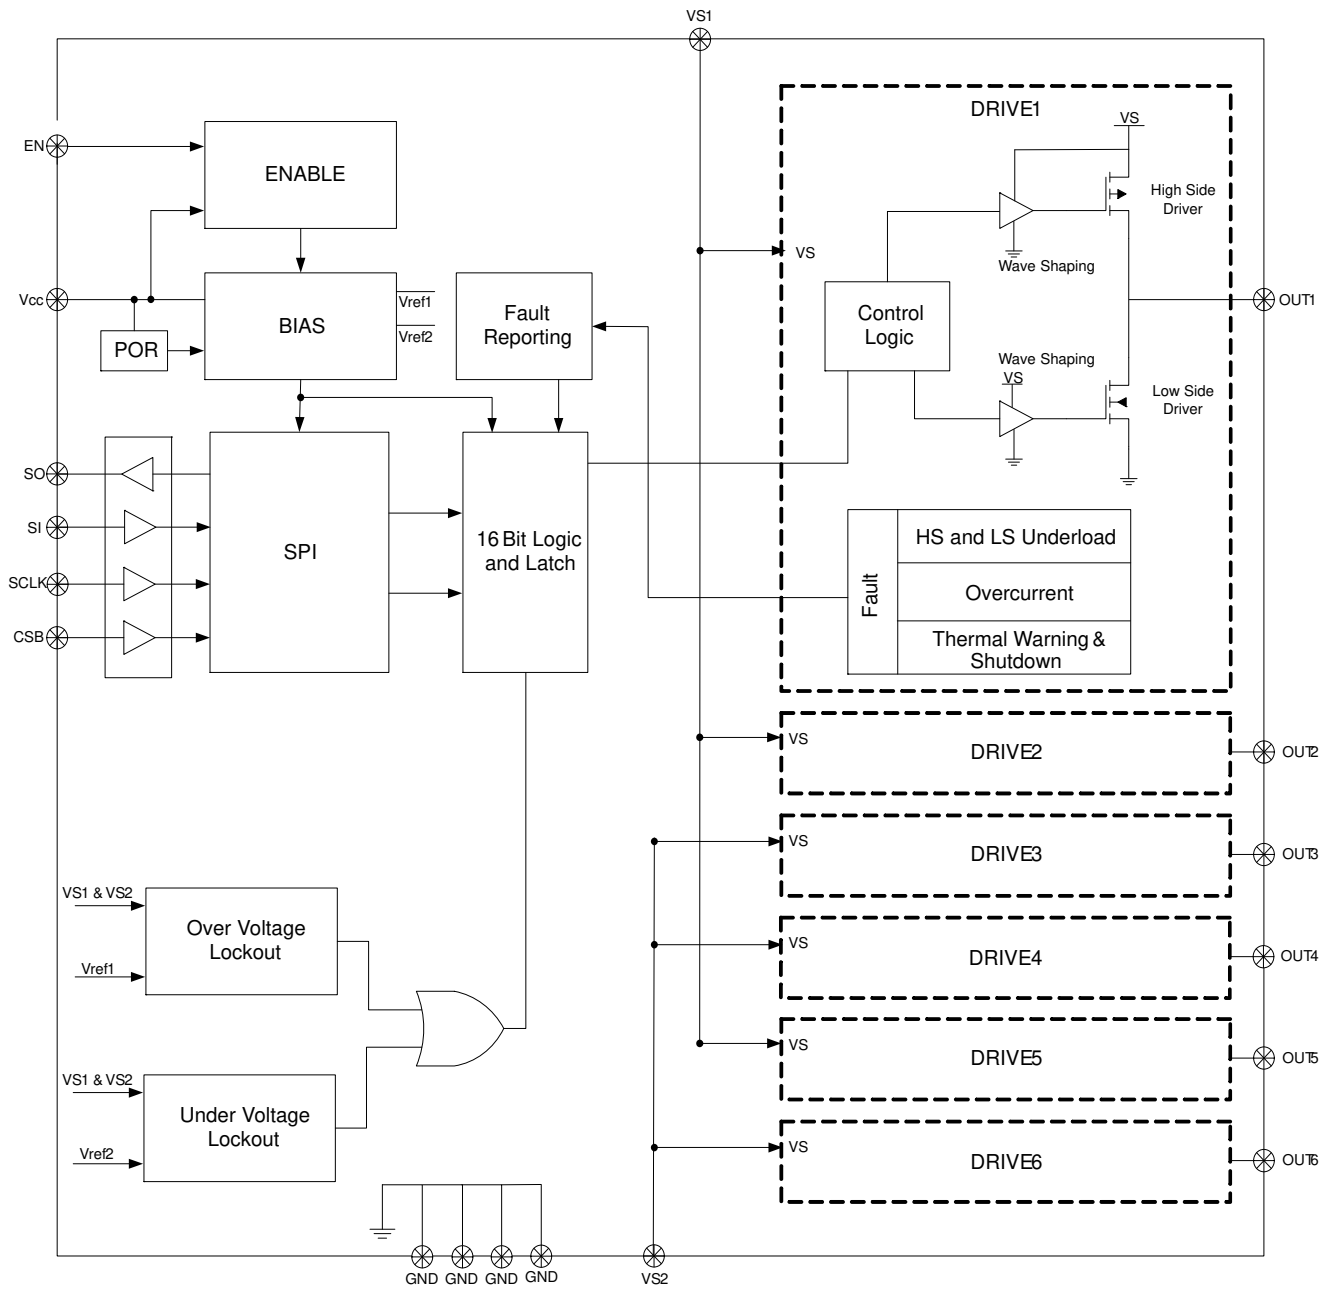 VS1
DRIVE1
VS
EN
ENABLE
High Side
Driver
VS
Wave Shaping
Vcc
BIAS
Vref1
Vref2
Fault
Reporting
Control
Logic
OUT1
POR
Wave Shaping
VS
Low Side
Driver
SO
SI
SCLK
CSB
SPI
16 Bit Logic
and Latch
Fault
HS and LS Underload
Overcurrent
Thermal Warning &
Shutdown
VS
DRIVE2
OUT2
VS
DRIVE3
OUT3
VS1 & VS2
Over Voltage
Lockout
Vref1
VS
DRIVE4
OUT4
VS
DRIVE5
OUT5
VS1 & VS2
Under Voltage
Lockout
Vref2
VS
DRIVE6
OUT6
GND
GND
GND
GND
VS2